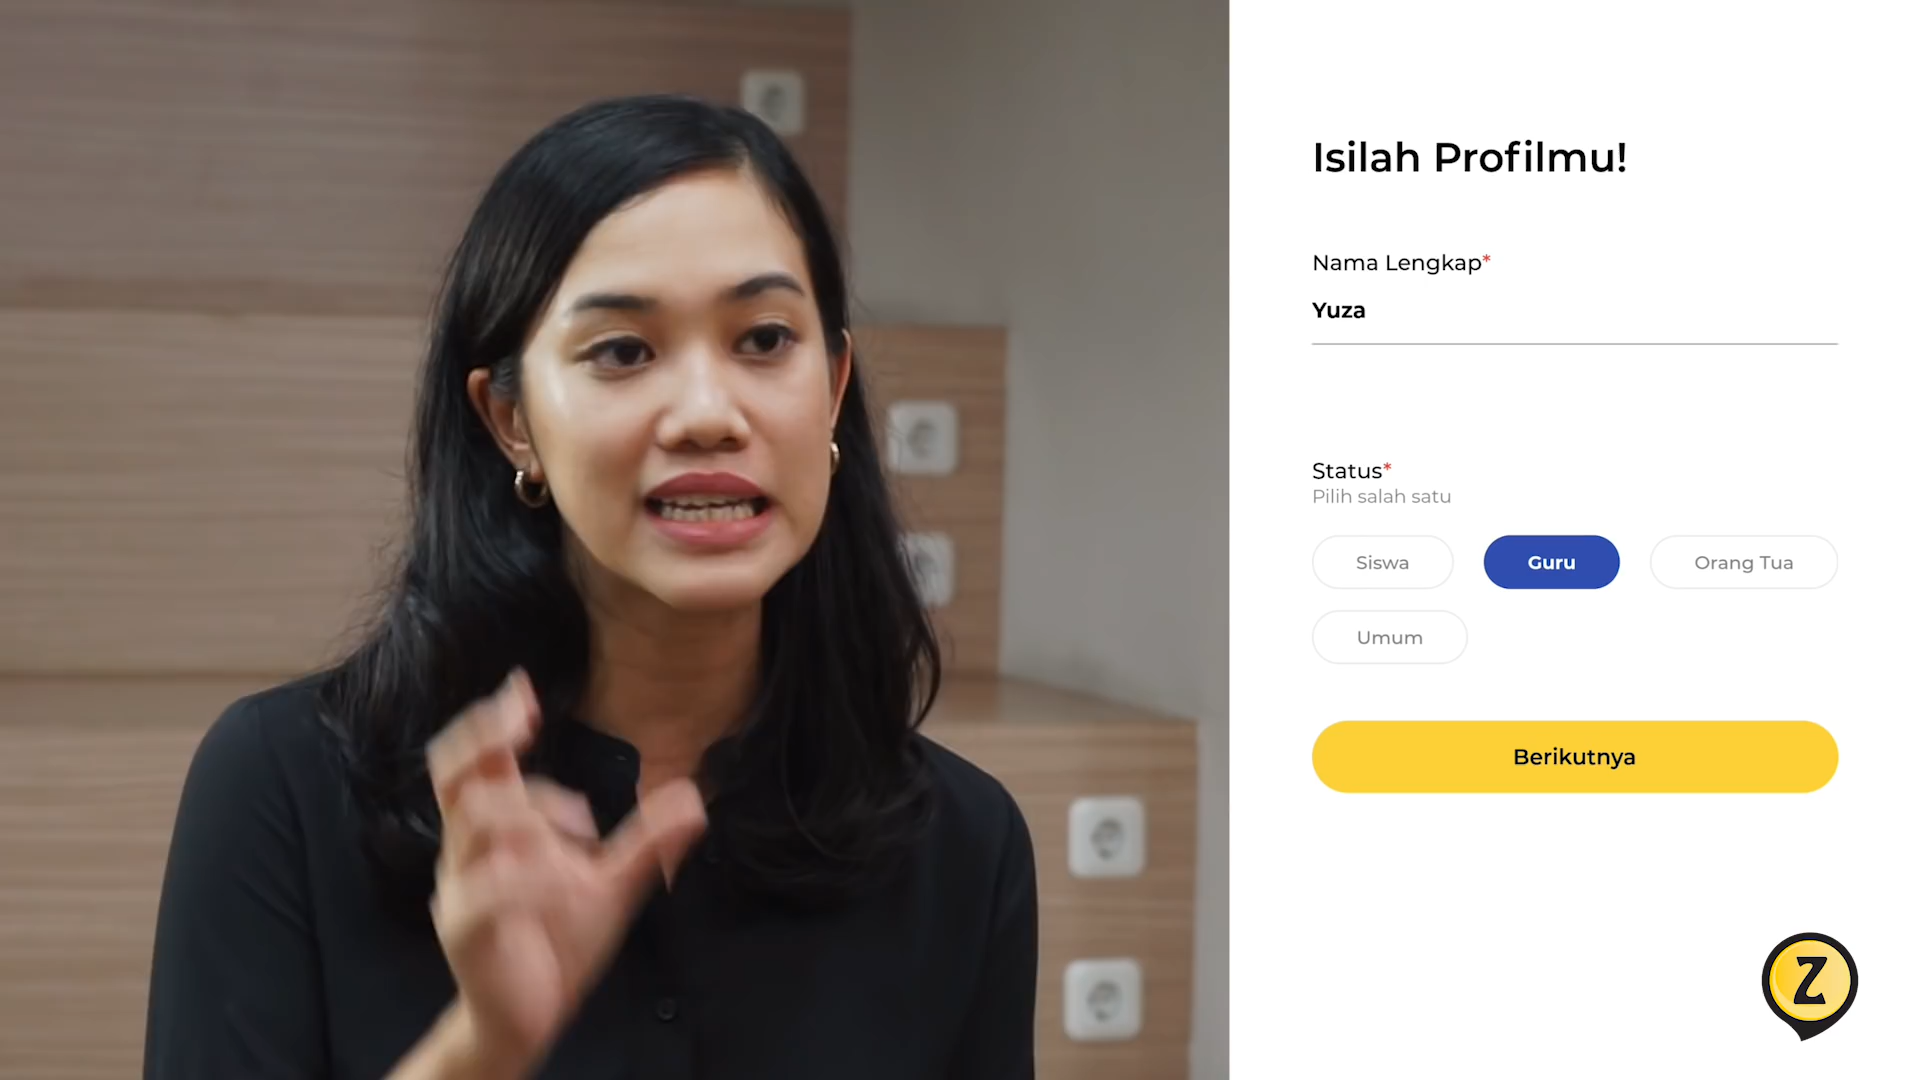 Isilah Profilmu!
Nama Lengkap*
Yuza
Status*
Pilih salah satu
Siswa
Guru
Orang Tua
Umum
Berikutnya
Z